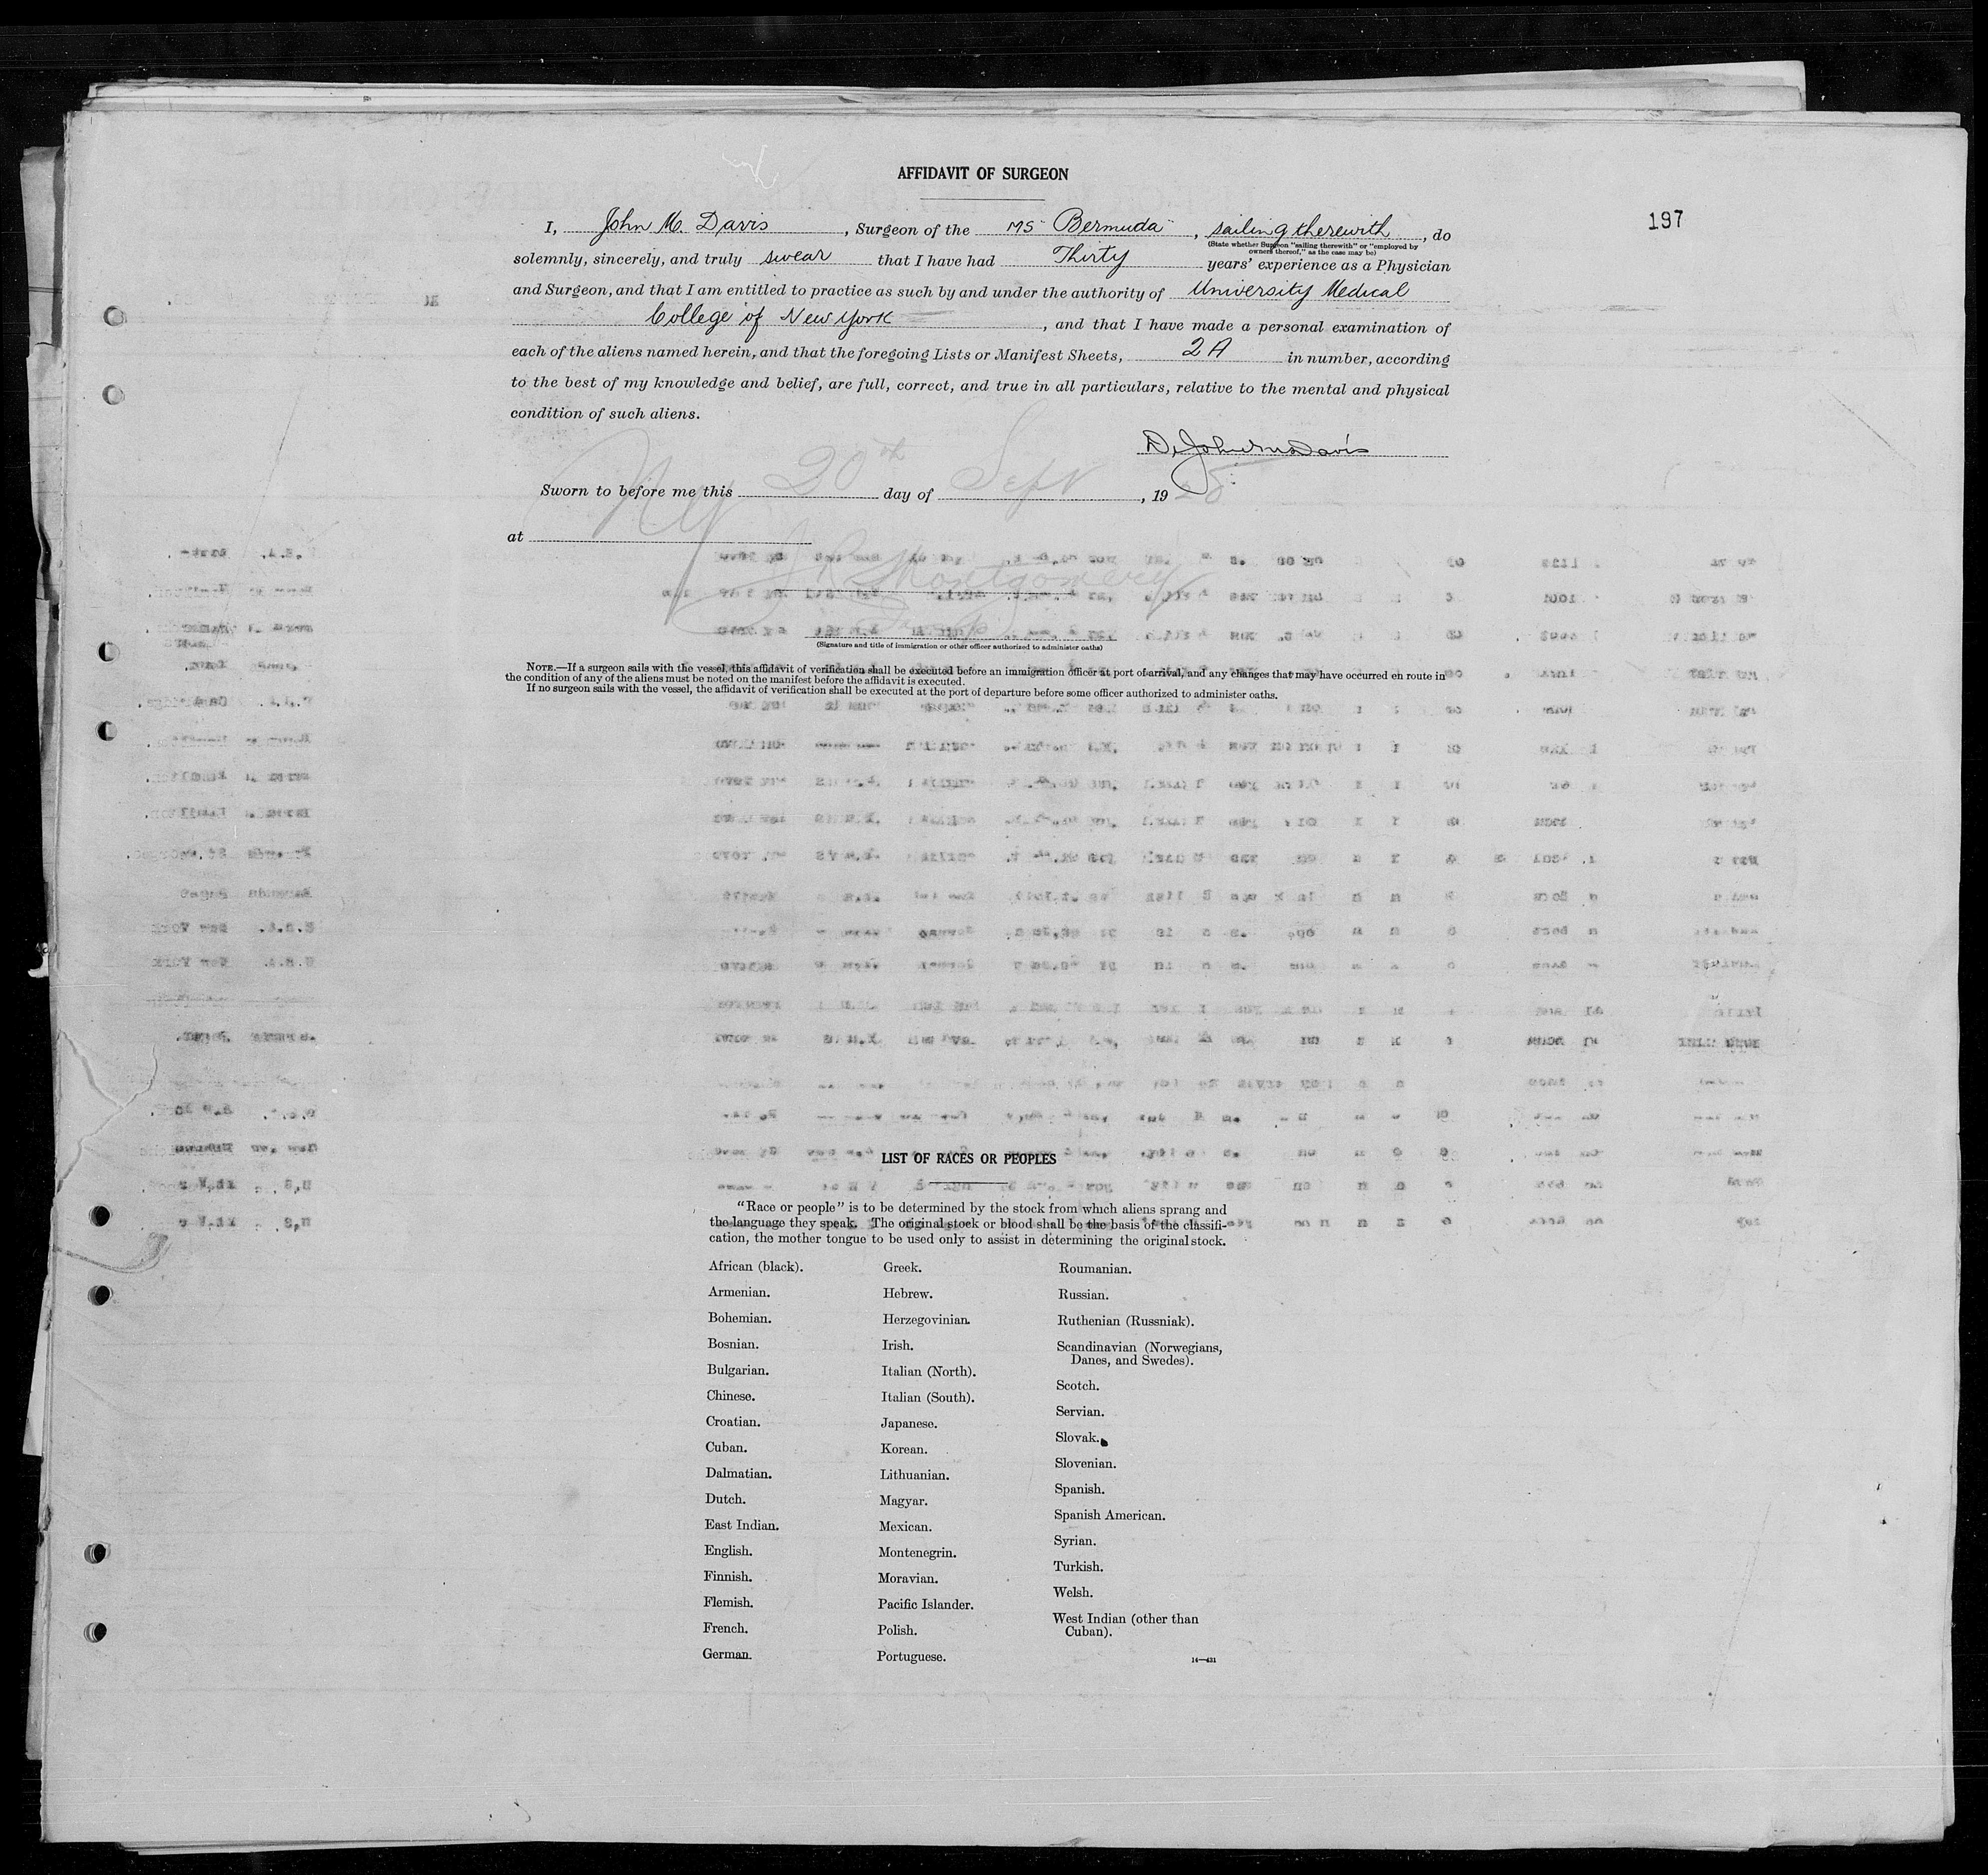 AFFIDAVIT OF SURGEON
197
I, John M. Davis, Surgeon of the MS "Bermuda", sailing therewith, do
(State whether Surgeon "sailing therewith" or "employed by
owners thereof," as the case may be)
solemnly, sincerely, and truly swear that I have had Thirty years' experience as a Physician
and Surgeon, and that I am entitled to practice as such by and under the authority of University Medical
College of New York, and that I have made a personal examination of
each of the aliens named herein, and that the foregoing Lists or Manifest Sheets, 2A in number, according
to the best of my knowledge and belief, are full, correct, and true in all particulars, relative to the mental and physical
condition of such aliens.
Dr John M Davis
Sworn to before me this 20th day of Sept, 19
at NY
Montgomery
(Signature and title of immigration or other officer authorized to administer oaths)
NOTE.—If a surgeon sails with the vessel, this affidavit of verification shall be executed before an immigration officer at port of arrival, and any changes that may have occurred en route in
the condition of any of the aliens must be noted on the manifest before the affidavit is executed.
If no surgeon sails with the vessel, the affidavit of verification shall be executed at the port of departure before some officer authorized to administer oaths.
LIST OF RACES OR PEOPLES
"Race or people" is to be determined by the stock from which aliens sprang and
the language they speak. The original stock or blood shall be the basis of the classifi-
cation, the mother tongue to be used only to assist in determining the original stock.
African (black).
Armenian.
Bohemian.
Bosnian.
Bulgarian.
Chinese.
Croatian.
Cuban.
Dalmatian.
Dutch.
East Indian.
English.
Finnish.
Flemish.
French.
German.
Greek.
Hebrew.
Herzegovinian.
Irish.
Italian (North).
Italian (South).
Japanese.
Korean.
Lithuanian.
Magyar.
Mexican.
Montenegrin.
Moravian.
Pacific Islander.
Polish.
Portuguese.
Roumanian.
Russian.
Ruthenian (Russniak).
Scandinavian (Norwegians,
Danes, and Swedes).
Scotch.
Servian.
Slovak.
Slovenian.
Spanish.
Spanish American.
Syrian.
Turkish.
Welsh.
West Indian (other than
Cuban).
14—431